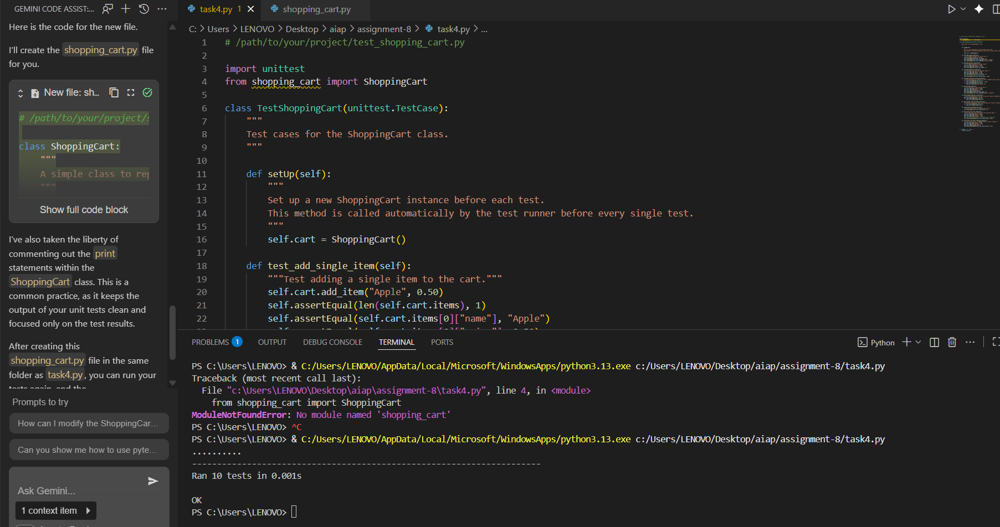 GEMINI CODE ASSIST:...
Here is the code for the new file.
I'll create the shopping_cart.py file
for you.
New file: sh...
# /path/to/your/project/s
class ShoppingCart:
"""
A simple class to rep
"""
Show full code block
I've also taken the liberty of
commenting out the print
statements within the
ShoppingCart class. This is a
common practice, as it keeps the
output of your unit tests clean and
focused only on the test results.
After creating this
shopping_cart.py file in the same
folder as task4.py, you can run your
tests again, and the
Prompts to try
How can I modify the ShoppingCar...
Can you show me how to use pyte...
Ask Gemini...
1 context item
task4.py 1
shopping_cart.py
C: > Users > LENOVO > Desktop > aiap > assignment-8 > task4.py > ...
1 # /path/to/your/project/test_shopping_cart.py
2
3 import unittest
4 from shopping_cart import ShoppingCart
5
6 class TestShoppingCart(unittest.TestCase):
7 """
8 Test cases for the ShoppingCart class.
9 """
10
11 def setUp(self):
12 """
13 Set up a new ShoppingCart instance before each test.
14 This method is called automatically by the test runner before every single test.
15 """
16 self.cart = ShoppingCart()
17
18 def test_add_single_item(self):
19 """Test adding a single item to the cart."""
20 self.cart.add_item("Apple", 0.50)
21 self.assertEqual(len(self.cart.items), 1)
22 self.assertEqual(self.cart.items[0]["name"], "Apple")
PROBLEMS 1 OUTPUT DEBUG CONSOLE TERMINAL PORTS
Python
PS C:\Users\LENOVO> & C:/Users/LENOVO/AppData/Local/Microsoft/WindowsApps/python3.13.exe c:/Users/LENOVO/Desktop/aiap/assignment-8/task4.py
Traceback (most recent call last):
File "c:\Users\LENOVO\Desktop\aiap\assignment-8\task4.py", line 4, in <module>
from shopping_cart import ShoppingCart
ModuleNotFoundError: No module named 'shopping_cart'
PS C:\Users\LENOVO> ^C
PS C:\Users\LENOVO> & C:/Users/LENOVO/AppData/Local/Microsoft/WindowsApps/python3.13.exe c:/Users/LENOVO/Desktop/aiap/assignment-8/task4.py
..........
----------------------------------------------------------------------
Ran 10 tests in 0.001s
OK
PS C:\Users\LENOVO>